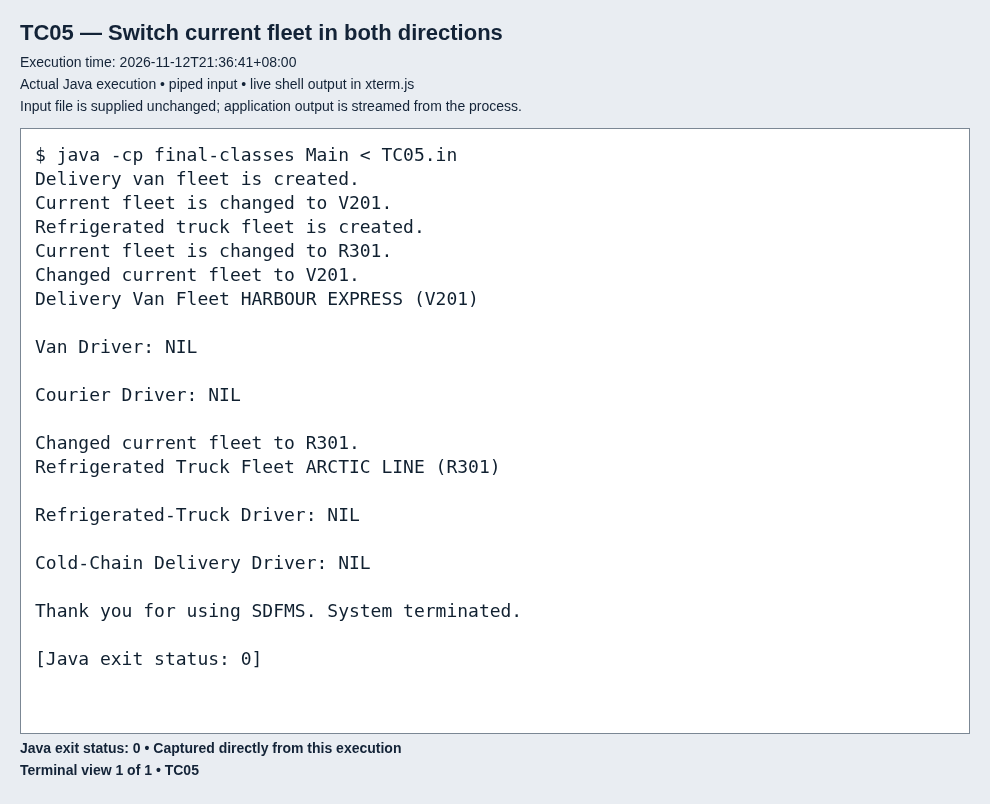 TC05 — Switch current fleet in both directions
Execution time: 2026-11-12T21:36:41+08:00
Actual Java execution • piped input • live shell output in xterm.js
Input file is supplied unchanged; application output is streamed from the process.
$ java -cp final-classes Main < TC05.in
Delivery van fleet is created.
Current fleet is changed to V201.
Refrigerated truck fleet is created.
Current fleet is changed to R301.
Changed current fleet to V201.
Delivery Van Fleet HARBOUR EXPRESS (V201)
Van Driver: NIL
Courier Driver: NIL
Changed current fleet to R301.
Refrigerated Truck Fleet ARCTIC LINE (R301)
Refrigerated-Truck Driver: NIL
Cold-Chain Delivery Driver: NIL
Thank you for using SDFMS. System terminated.
[Java exit status: 0]
Java exit status: 0 • Captured directly from this execution
Terminal view 1 of 1 • TC05